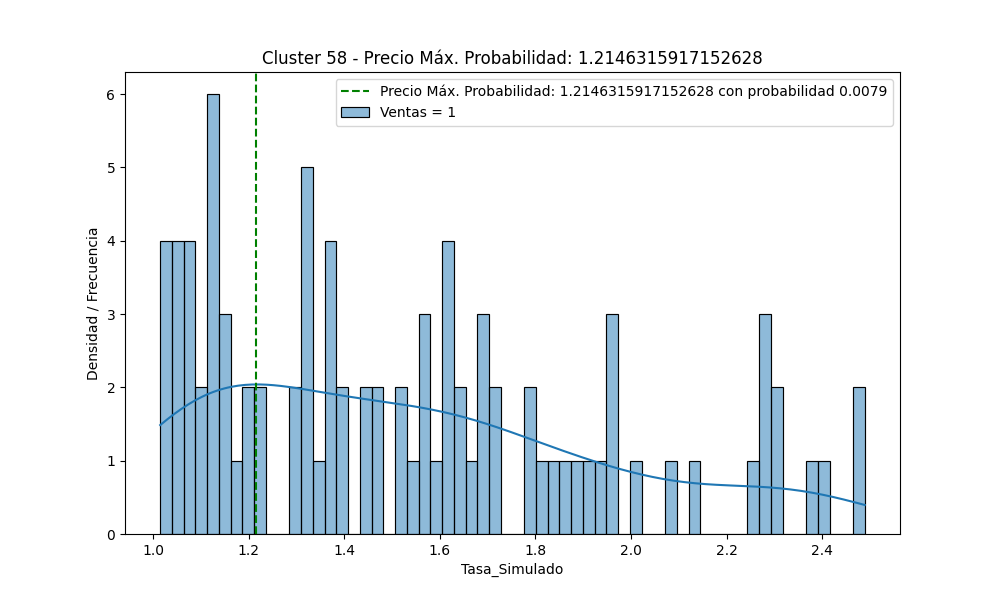 Cluster 58 - Precio Máx. Probabilidad: 1.2146315917152628
Precio Máx. Probabilidad: 1.2146315917152628 con probabilidad 0.0079
Ventas = 1
Densidad / Frecuencia
6
5
4
3
2
1
0
1.0 1.2 1.4 1.6 1.8 2.0 2.2 2.4
Tasa_Simulado